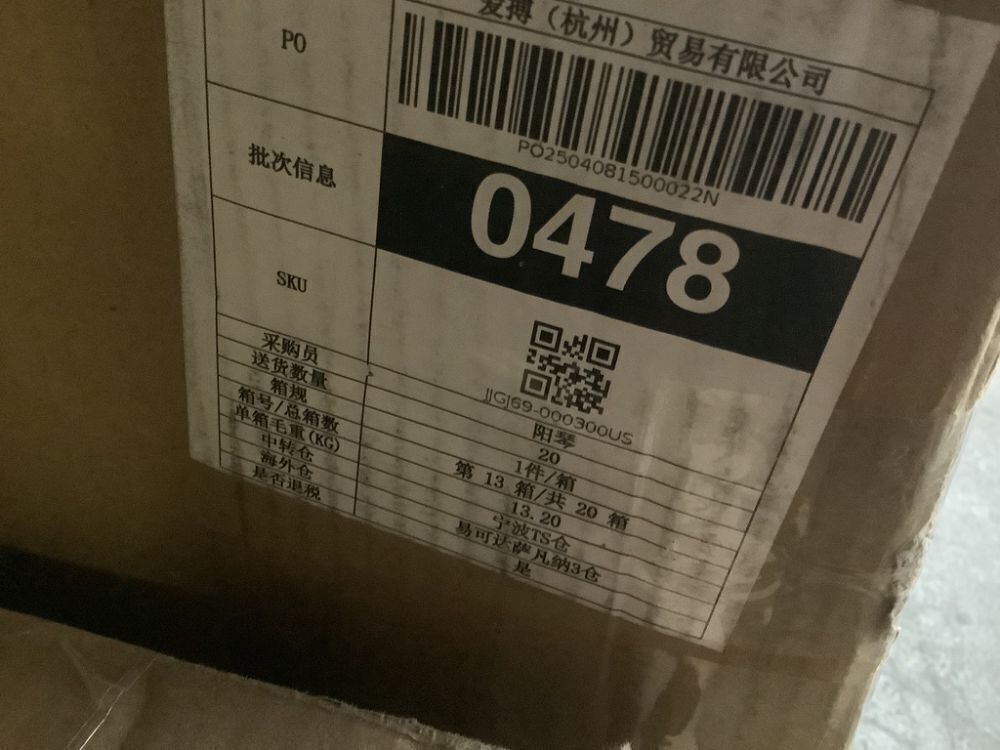 爱搏（杭州）贸易有限公司
PO
PO2504081500022N
批次信息
0478
SKU
JJGJ69-000300US
采购员 阳琴
送货数量 20
箱规 1件/箱
箱号/总箱数 第 13 箱/共 20 箱
单箱毛重(KG) 13.20
中转仓 宁波TS仓
海外仓 易可达萨凡纳3仓
是否退税 是